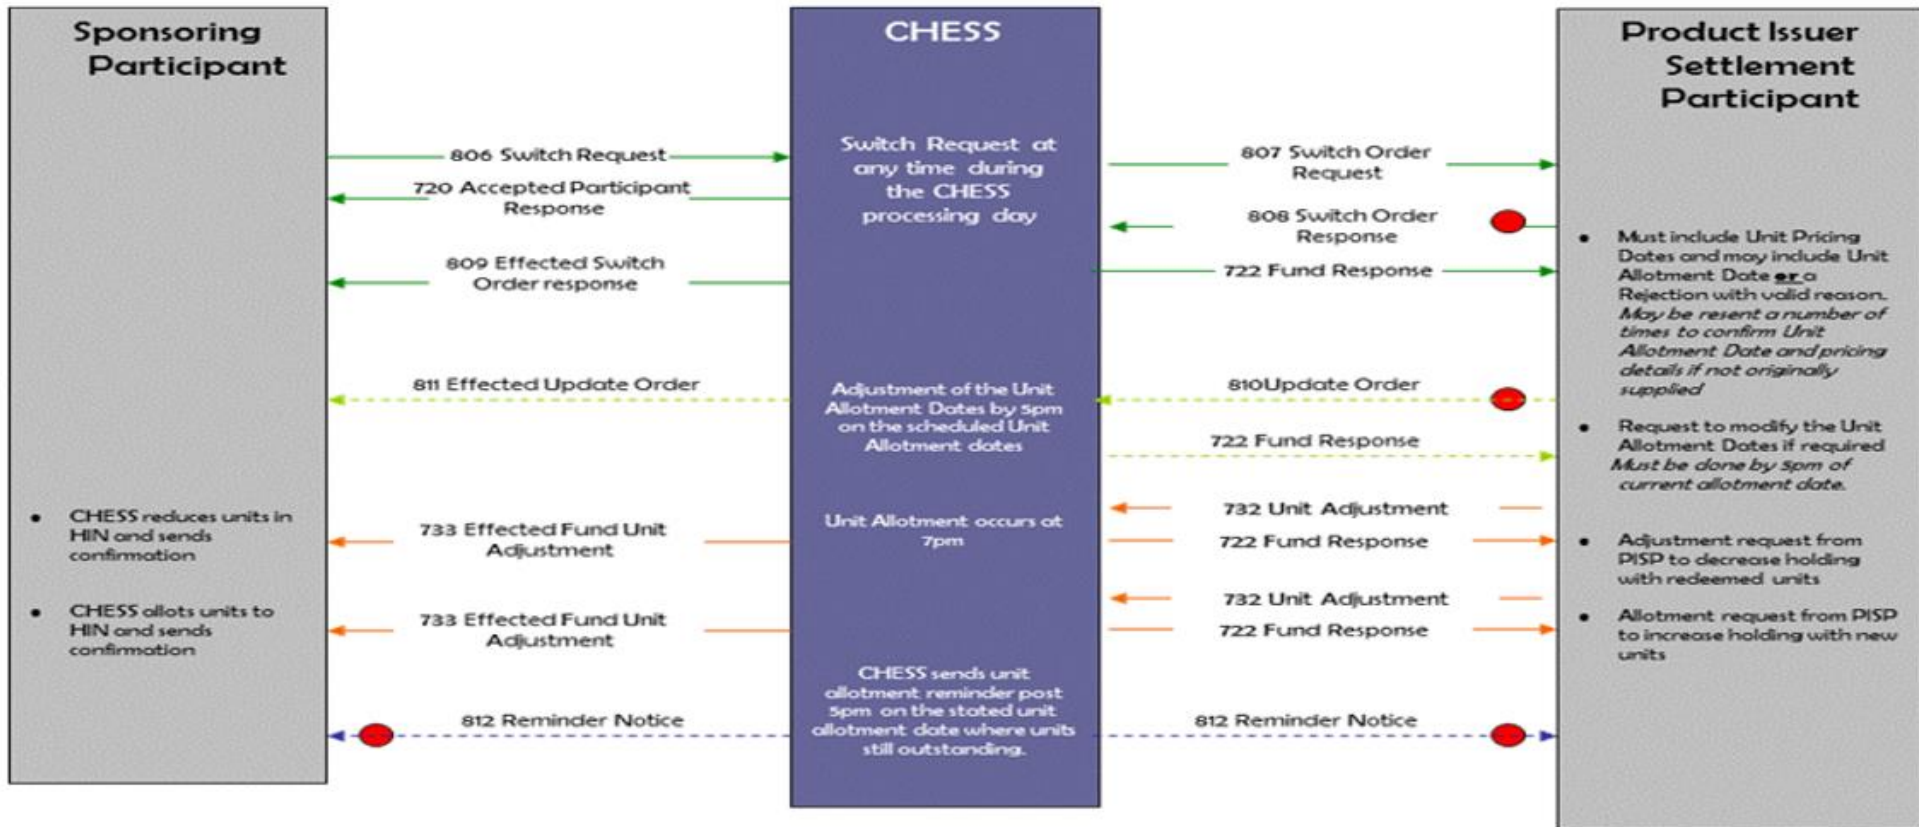 Sponsoring
Participant
CHESS
Product Issuer
Settlement
Participant
806 Switch Request
720 Accepted Participant
Response
809 Effected Switch
Order response
811 Effected Update Order
733 Effected Fund Unit
Adjustment
733 Effected Fund Unit
Adjustment
812 Reminder Notice
• CHESS reduces units in
HIN and sends
confirmation
• CHESS allots units to
HIN and sends
confirmation
Switch Request at
any time during
the CHESS
processing day
Adjustment of the Unit
Allotment Dates by 5pm
on the scheduled Unit
Allotment dates
Unit Allotment occurs at
7pm
CHESS sends unit
allotment reminder post
5pm on the stated unit
allotment date where units
still outstanding.
807 Switch Order
Request
808 Switch Order
Response
722 Fund Response
810Update Order
722 Fund Response
732 Unit Adjustment
722 Fund Response
732 Unit Adjustment
722 Fund Response
812 Reminder Notice
• Must include Unit Pricing
Dates and may include Unit
Allotment Date or a
Rejection with valid reason.
May be resent a number of
times to confirm Unit
Allotment Date and pricing
details if not originally
supplied
• Request to modify the Unit
Allotment Dates if required
Must be done by 5pm of
current allotment date.
• Adjustment request from
PISP to decrease holding
with redeemed units
• Allotment request from PISP
to increase holding with new
units